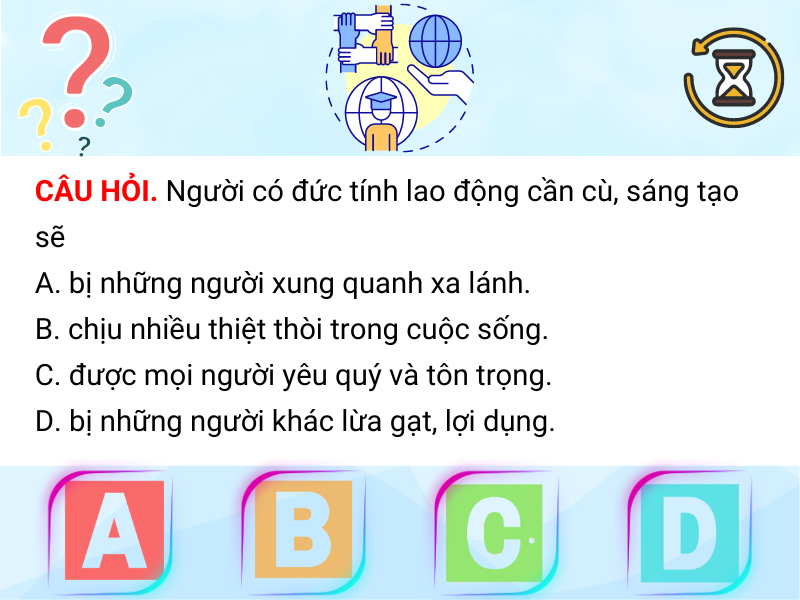 CÂU HỎI. Người có đức tính lao động cần cù, sáng tạo
sẽ
A. bị những người xung quanh xa lánh.
B. chịu nhiều thiệt thòi trong cuộc sống.
C. được mọi người yêu quý và tôn trọng.
D. bị những người khác lừa gạt, lợi dụng.
A B C D